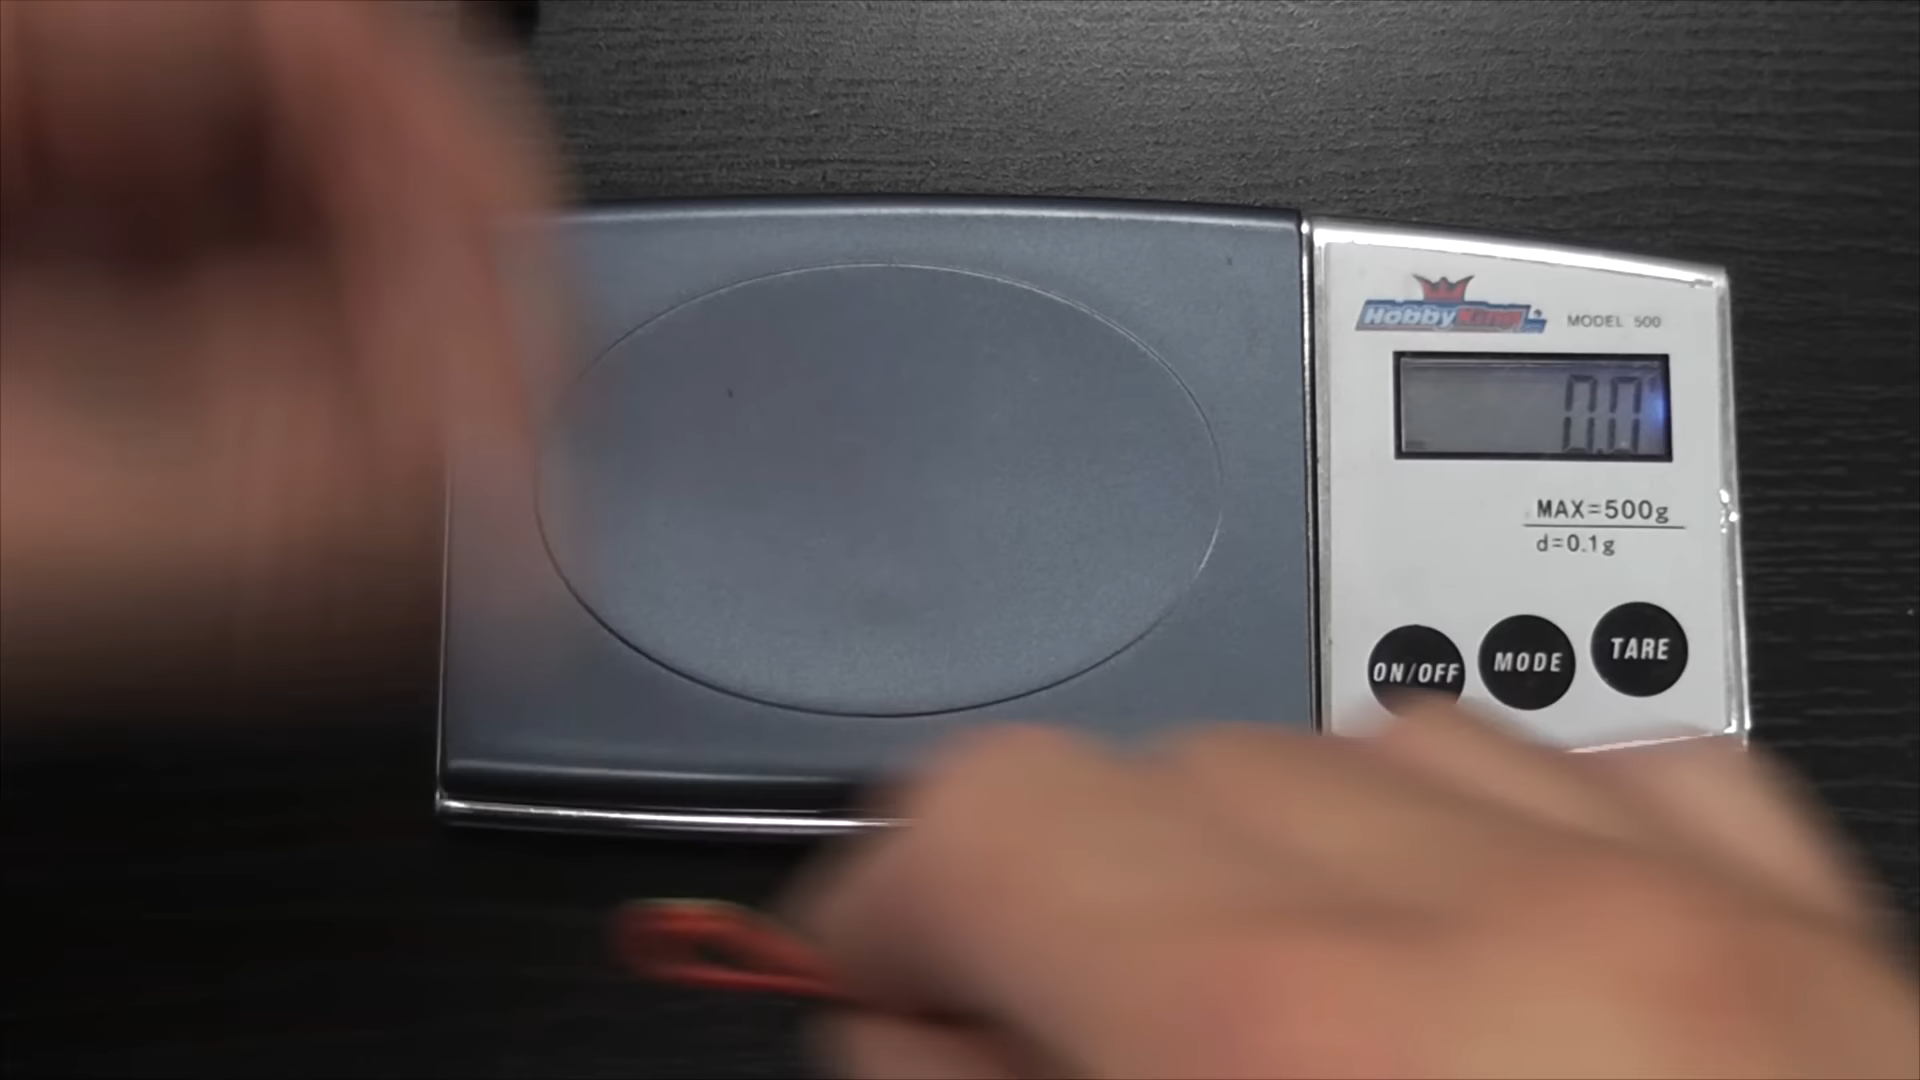 HobbyKing
MODEL 500
0.0
MAX=500g
d=0.1g
ON/OFF
MODE
TARE